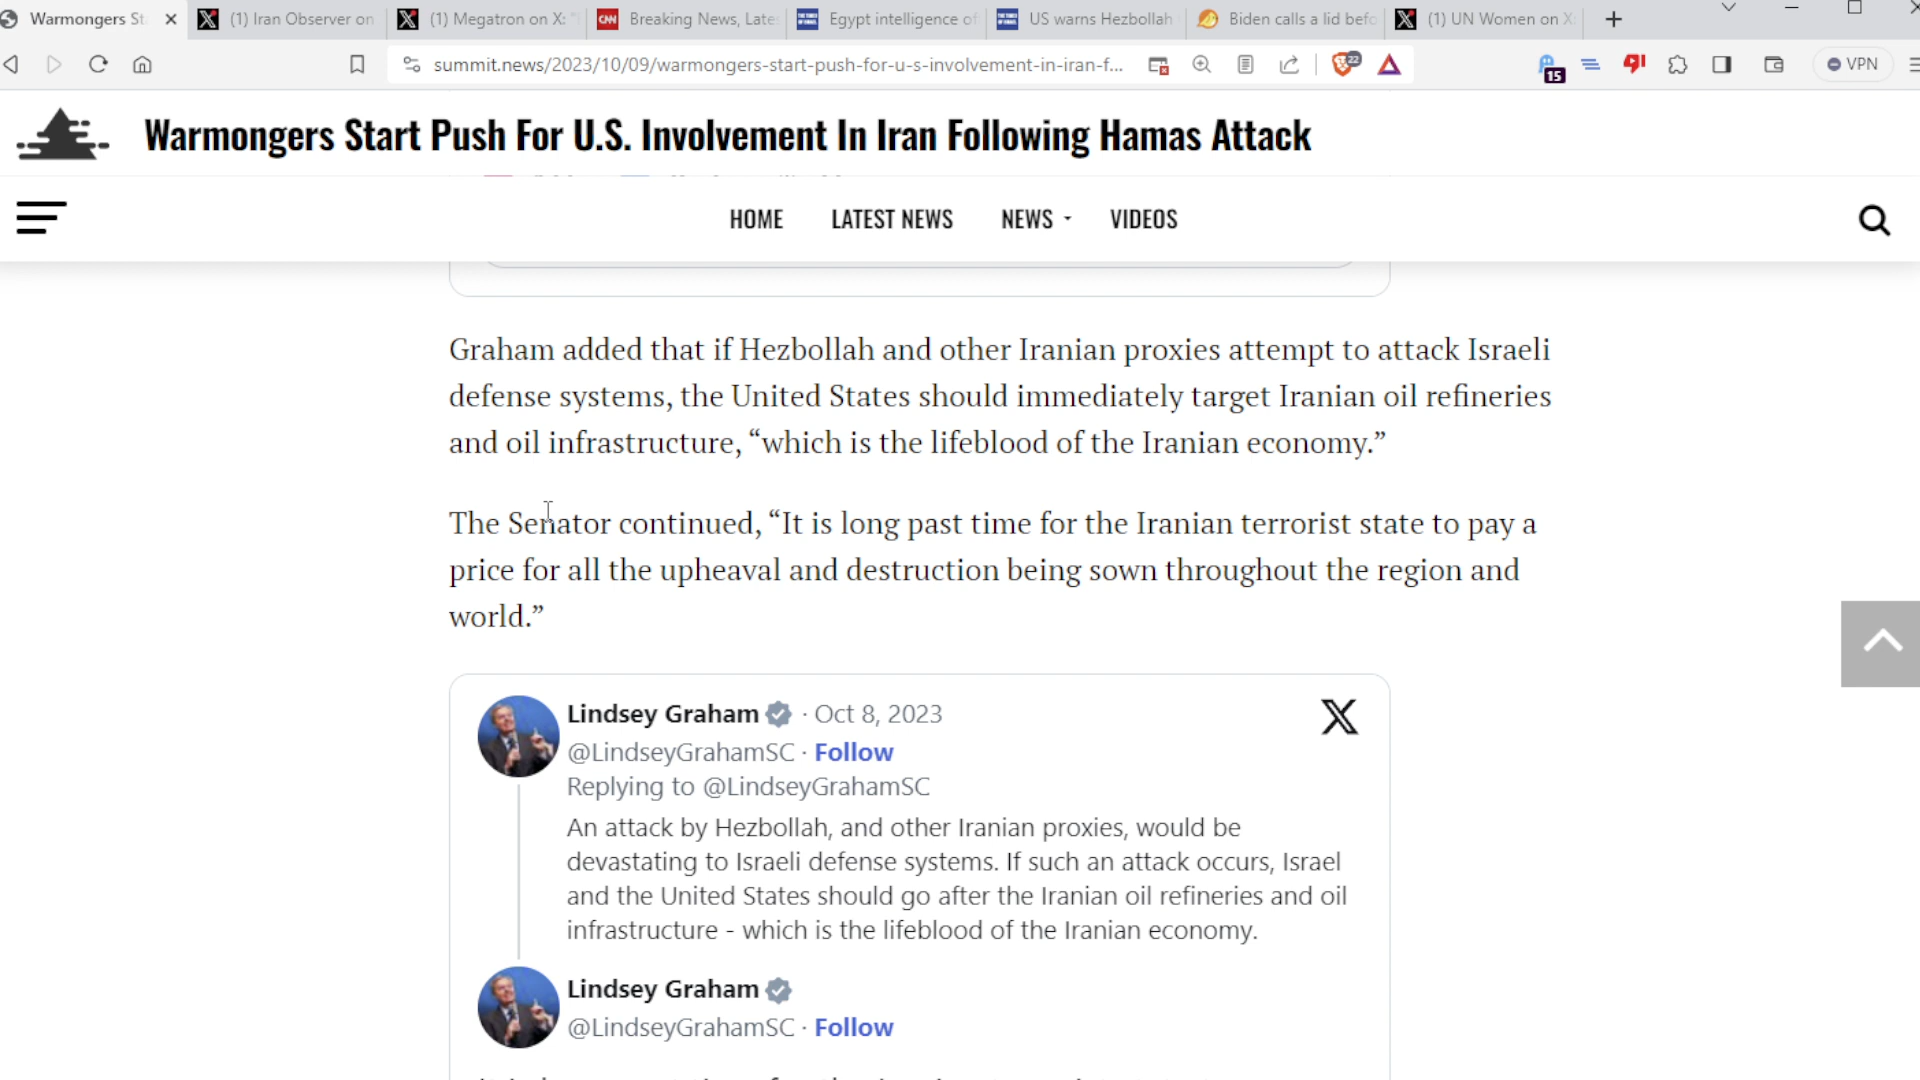 Warmongers St
(1) Iran Observer on
(1) Megatron on X: "
CNN
Breaking News, Lates
Egypt intelligence of
US warns Hezbollah
Biden calls a lid befo
(1) UN Women on X:
summit.news/2023/10/09/warmongers-start-push-for-u-s-involvement-in-iran-f...
22
15
VPN
Warmongers Start Push For U.S. Involvement In Iran Following Hamas Attack
HOME
LATEST NEWS
NEWS
VIDEOS
Graham added that if Hezbollah and other Iranian proxies attempt to attack Israeli
defense systems, the United States should immediately target Iranian oil refineries
and oil infrastructure, “which is the lifeblood of the Iranian economy.”
The Senator continued, “It is long past time for the Iranian terrorist state to pay a
price for all the upheaval and destruction being sown throughout the region and
world.”
Lindsey Graham · Oct 8, 2023
@LindseyGrahamSC · Follow
Replying to @LindseyGrahamSC
An attack by Hezbollah, and other Iranian proxies, would be
devastating to Israeli defense systems. If such an attack occurs, Israel
and the United States should go after the Iranian oil refineries and oil
infrastructure - which is the lifeblood of the Iranian economy.
Lindsey Graham
@LindseyGrahamSC · Follow